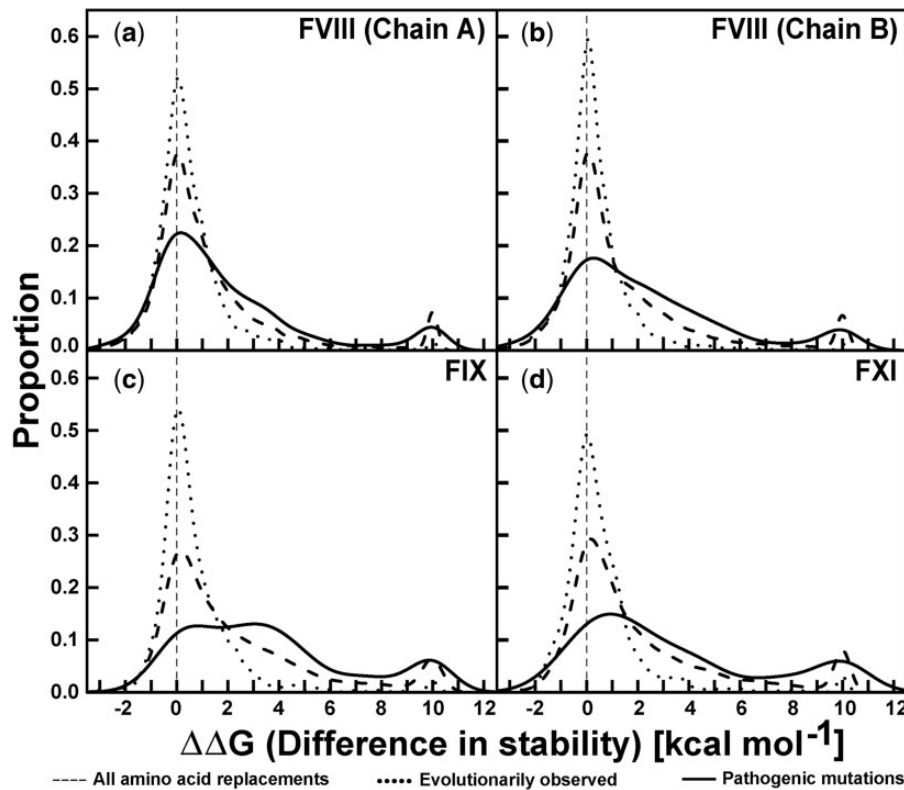 (a) FVIII (Chain A)
(b) FVIII (Chain B)
0.6
0.5
0.4
0.3
0.2
0.1
0.0
(c) FIX
(d) FXI
0.6
0.5
0.4
0.3
0.2
0.1
0.0
Proportion
-2 0 2 4 6 8 10 -2 0 2 4 6 8 10 12
ΔΔG (Difference in stability) [kcal mol-1]
All amino acid replacements Evolutionarily observed Pathogenic mutations